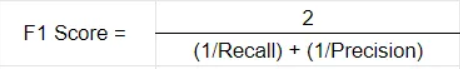 F1 Score =
2
(1/Recall) + (1/Precision)